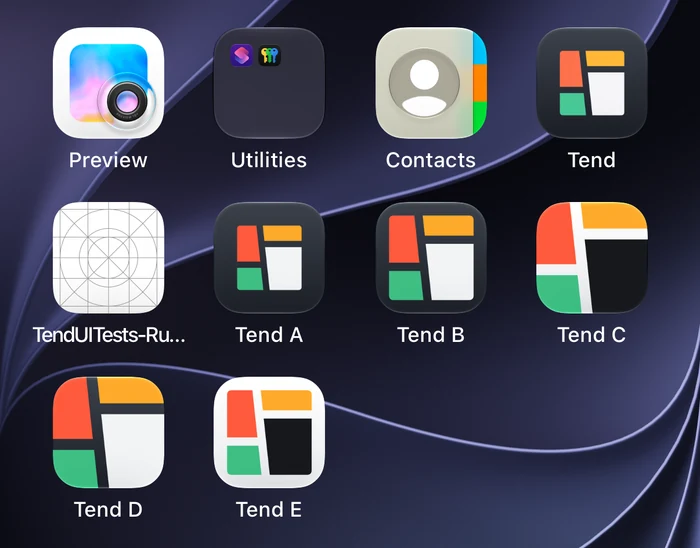 Preview
Utilities
Contacts
Tend
TendUITests-Ru...
Tend A
Tend B
Tend C
Tend D
Tend E